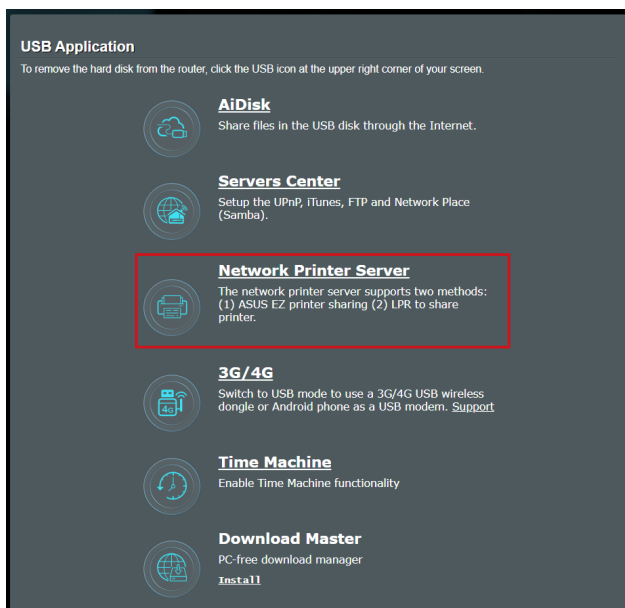 USB Application
To remove the hard disk from the router, click the USB icon at the upper right corner of your screen.
AiDisk
Share files in the USB disk through the Internet.
Servers Center
Setup the UPnP, iTunes, FTP and Network Place
(Samba).
Network Printer Server
The network printer server supports two methods:
(1) ASUS EZ printer sharing (2) LPR to share
printer.
3G/4G
Switch to USB mode to use a 3G/4G USB wireless
dongle or Android phone as a USB modem. Support
4G
Time Machine
Enable Time Machine functionality
Download Master
PC-free download manager
Install